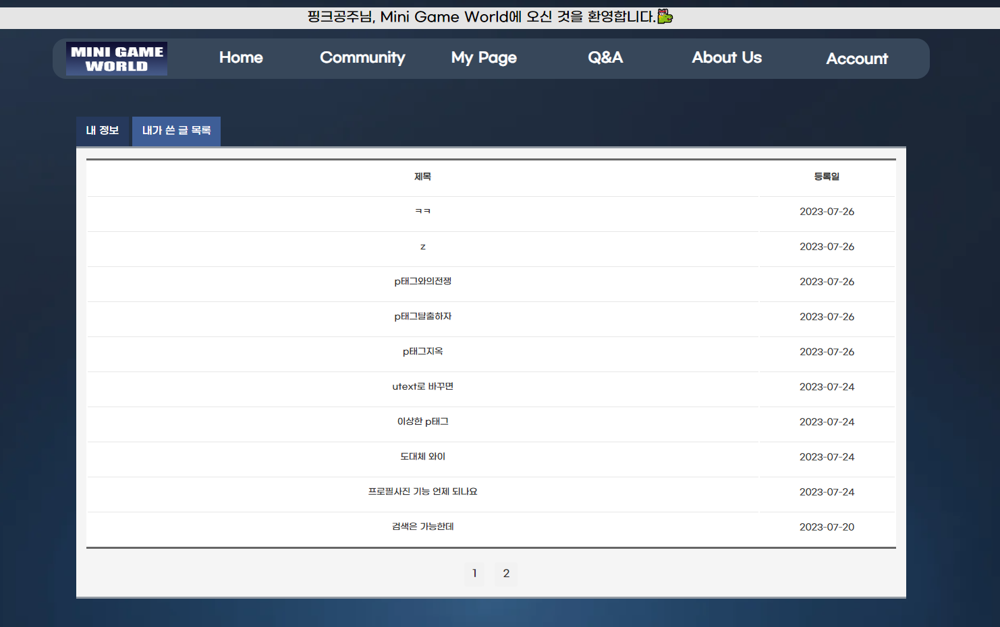 핑크공주님, Mini Game World에 오신 것을 환영합니다.
MINI GAME WORLD
Home Community My Page Q&A About Us Account
내 정보 내가 쓴 글 목록
제목 등록일
ㅋㅋ 2023-07-26
z 2023-07-26
p태그와의전쟁 2023-07-26
p태그탈출하자 2023-07-26
p태그지옥 2023-07-26
utext로 바꾸면 2023-07-24
이상한 p태그 2023-07-24
도대체 와이 2023-07-24
프로필사진 기능 언제 되나요 2023-07-24
검색은 가능한데 2023-07-20
1 2